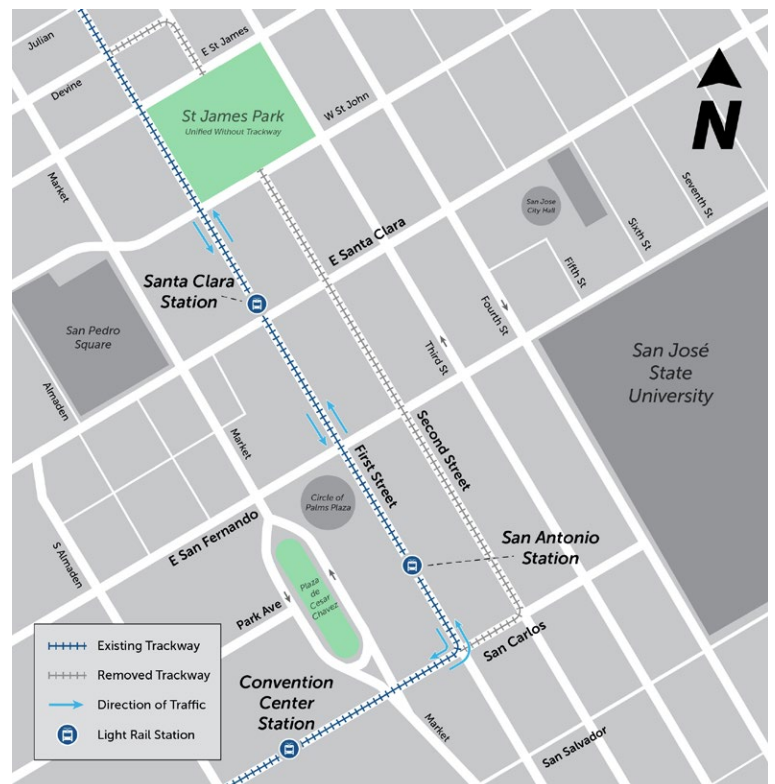 Julian
E St James
Devine
St James Park
Unified Without Trackway
W St John
N
Market
San Jose
City Hall
Seventh St
Sixth St
E Santa Clara
Fifth St
Santa Clara
Station
Fourth St
San Pedro
Square
Third St
San José
State
University
Almaden
Market
Second Street
First Street
Circle of
Palms Plaza
San Antonio
Station
E San Fernando
S Almaden
Plaza
de
Cesar
Chavez
Park Ave
San Carlos
Existing Trackway
Removed Trackway
Direction of Traffic
Light Rail Station
Convention
Center
Station
Market
San Salvador